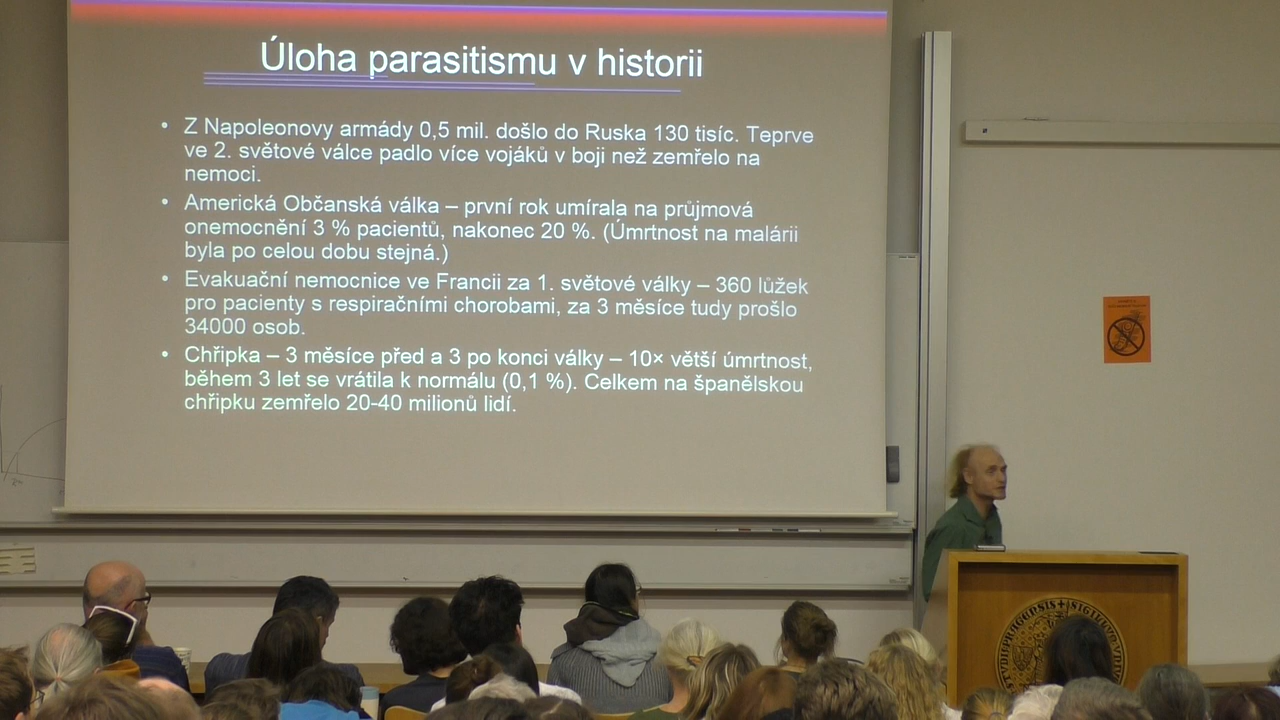 Úloha parasitismu v historii
• Z Napoleonovy armády 0,5 mil. došlo do Ruska 130 tisíc. Teprve
ve 2. světové válce padlo více vojáků v boji než zemřelo na
nemoci.
• Americká Občanská válka – první rok umírala na průjmová
onemocnění 3 % pacientů, nakonec 20 %. (Úmrtnost na malárii
byla po celou dobu stejná.)
• Evakuační nemocnice ve Francii za 1. světové války – 360 lůžek
pro pacienty s respiračními chorobami, za 3 měsíce tudy prošlo
34000 osob.
• Chřipka – 3 měsíce před a 3 po konci války – 10× větší úmrtnost,
během 3 let se vrátila k normálu (0,1 %). Celkem na španělskou
chřipku zemřelo 20-40 milionů lidí.